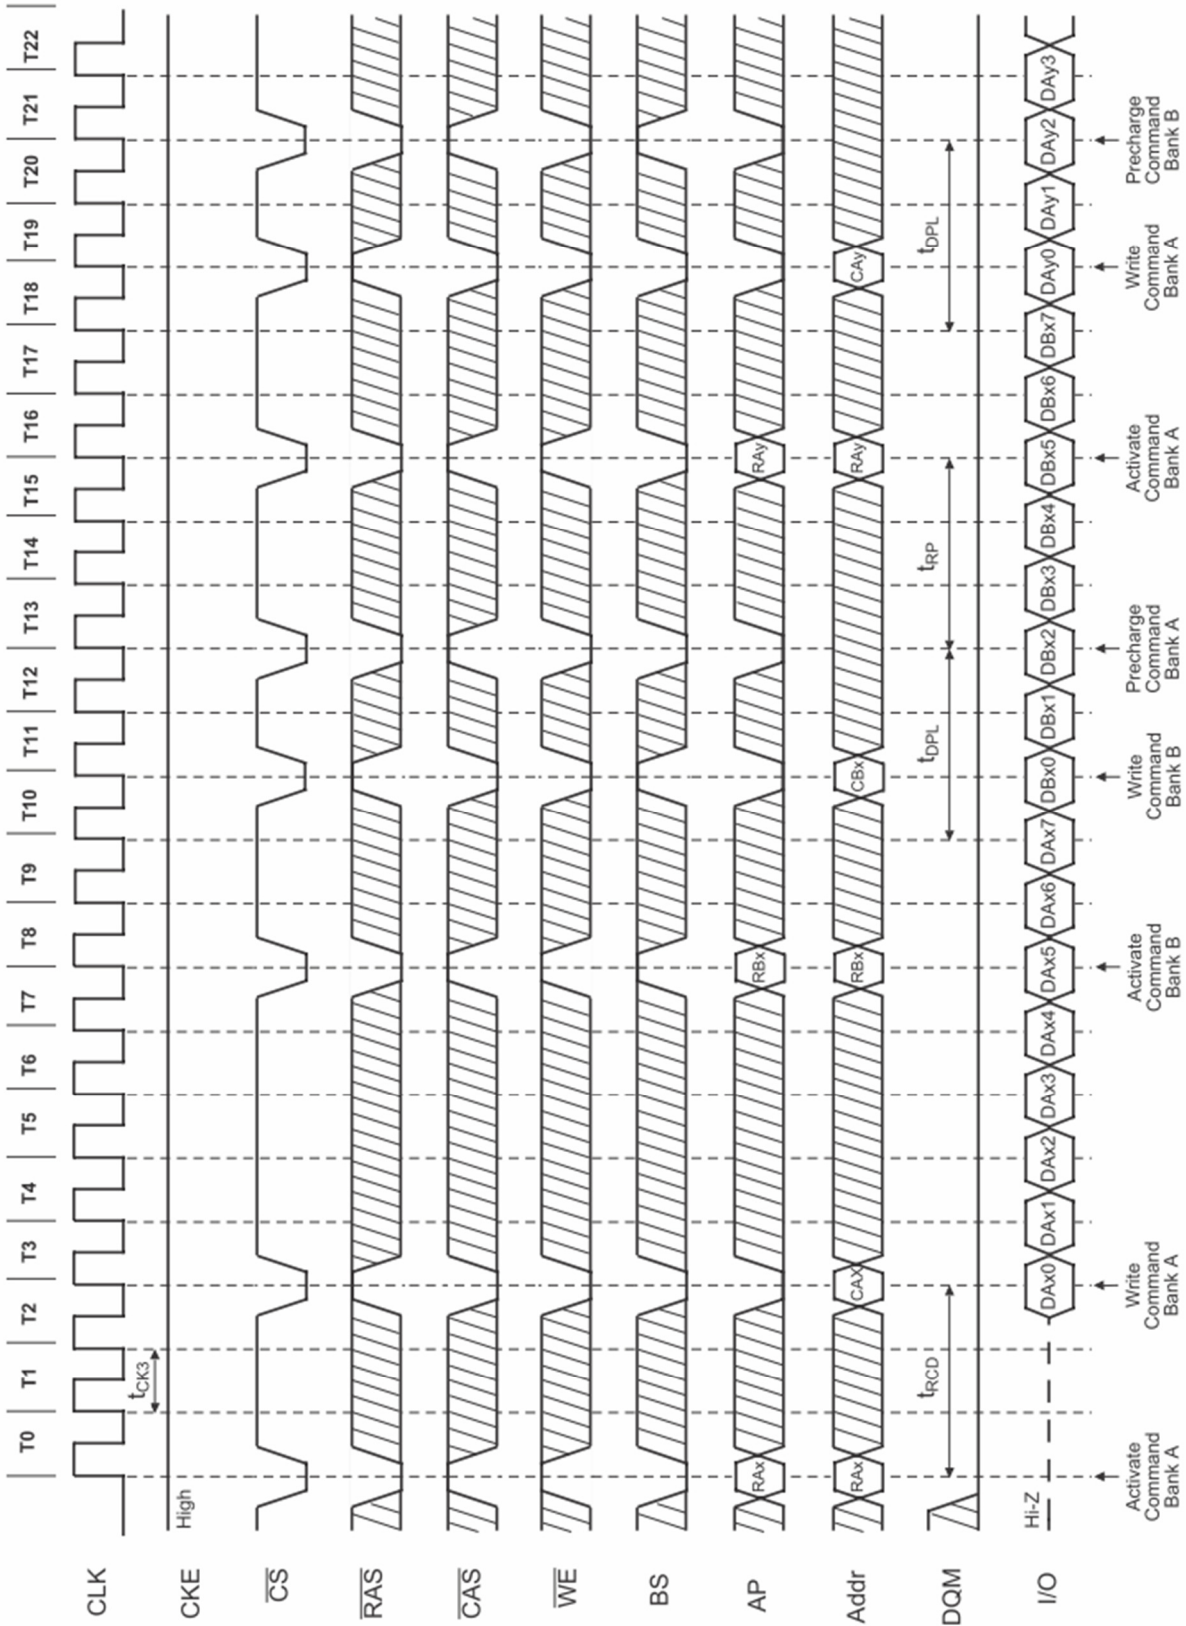 T0 T1 T2 T3 T4 T5 T6 T7 T8 T9 T10 T11 T12 T13 T14 T15 T16 T17 T18 T19 T20 T21 T22
CLK
tCK3
CKE
High
CS
RAS
CAS
WE
BS
AP
RAx RBx RAy
Addr
RAx CAX RBx CBx RAy CAy
DQM
tRCD tDPL tRP tDPL
I/O
Hi-Z
DAx0 DAx1 DAx2 DAx3 DAx4 DAx5 DAx6 DAx7 DBx0 DBx1 DBx2 DBx3 DBx4 DBx5 DBx6 DBx7 DAy0 DAy1 DAy2 DAy3
Activate
Command
Bank A
Write
Command
Bank A
Activate
Command
Bank B
Write
Command
Bank B
Precharge
Command
Bank A
Activate
Command
Bank A
Write
Command
Bank A
Precharge
Command
Bank B